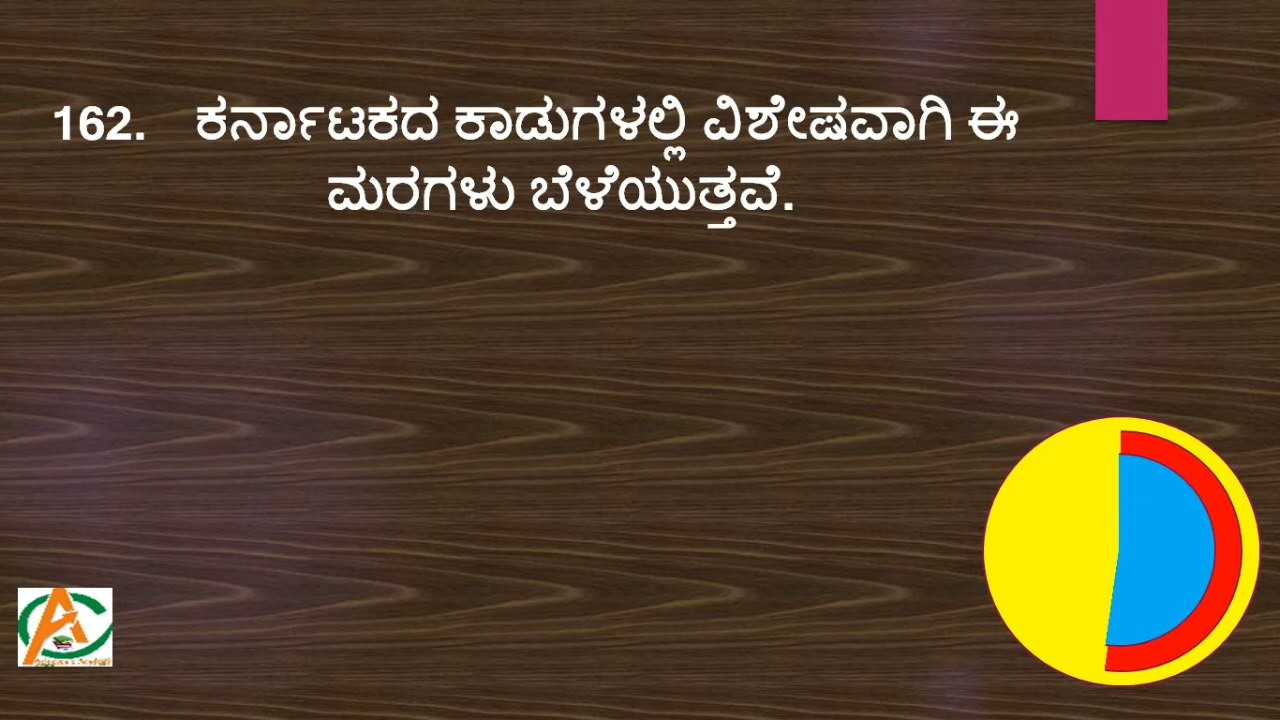 162. ಕರ್ನಾಟಕದ ಕಾಡುಗಳಲ್ಲಿ ವಿಶೇಷವಾಗಿ ಈ
ಮರಗಳು ಬೆಳೆಯುತ್ತವೆ.